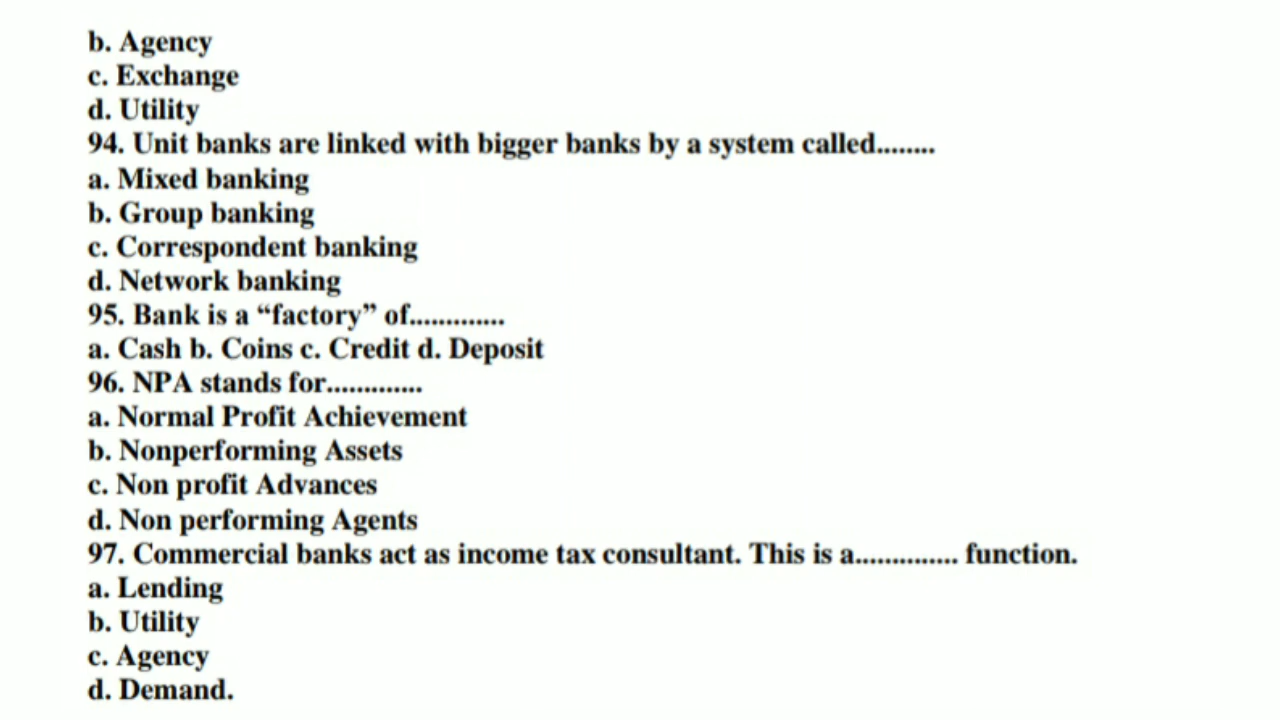 b. Agency
c. Exchange
d. Utility
94. Unit banks are linked with bigger banks by a system called........
a. Mixed banking
b. Group banking
c. Correspondent banking
d. Network banking
95. Bank is a “factory” of.............
a. Cash b. Coins c. Credit d. Deposit
96. NPA stands for.............
a. Normal Profit Achievement
b. Nonperforming Assets
c. Non profit Advances
d. Non performing Agents
97. Commercial banks act as income tax consultant. This is a.............. function.
a. Lending
b. Utility
c. Agency
d. Demand.